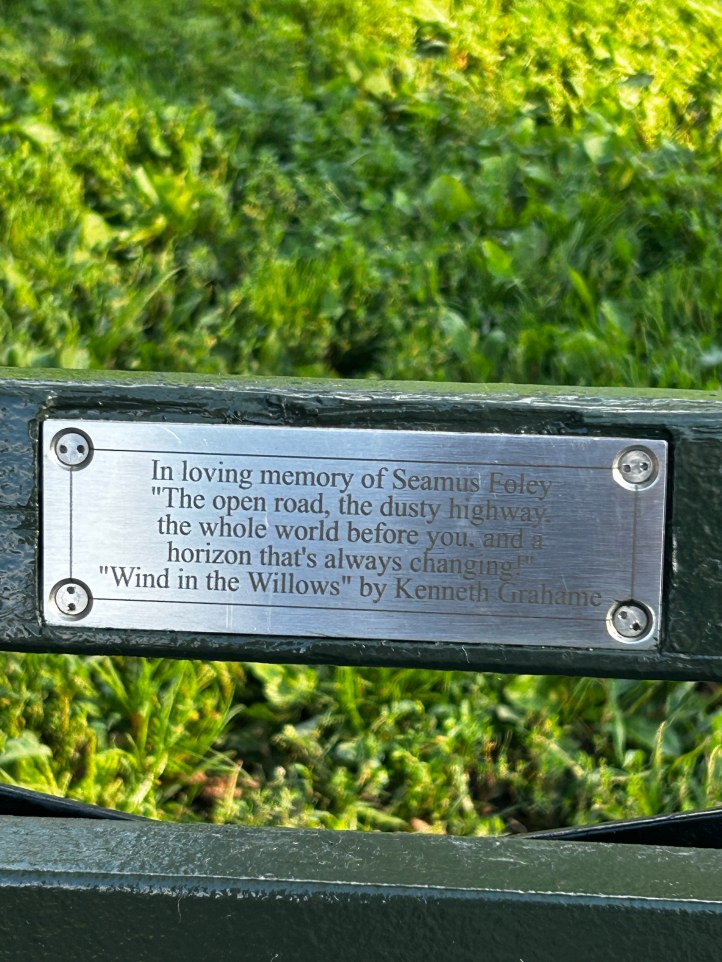 In loving memory of Seamus Foley
"The open road, the dusty highway,
the whole world before you, and a
horizon that's always changing!"
"Wind in the Willows" by Kenneth Grahame